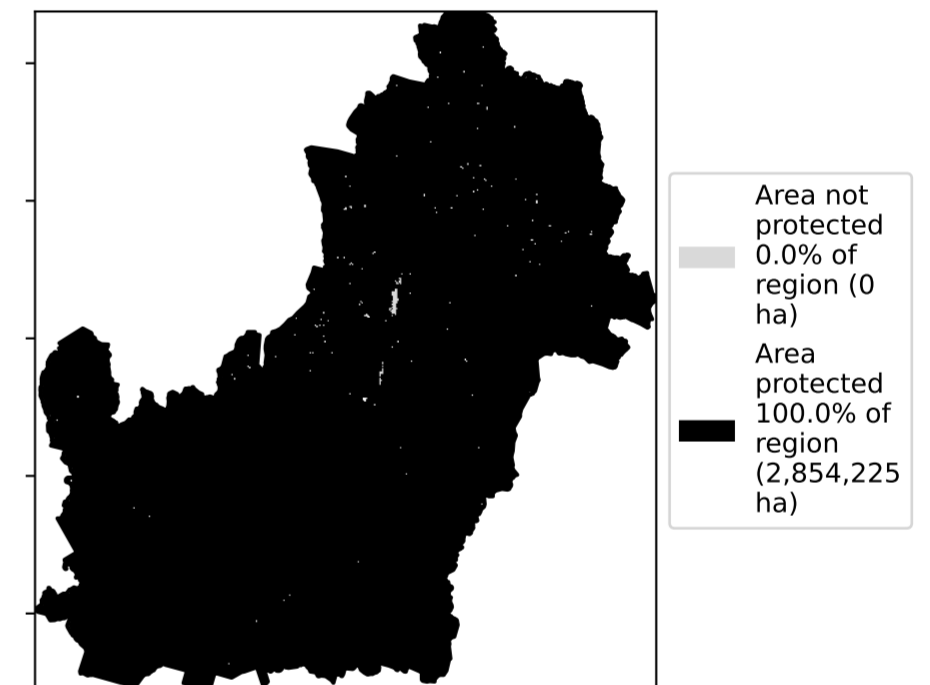 Area not
protected
0.0% of
region (0
ha)
Area
protected
100.0% of
region
(2,854,225
ha)